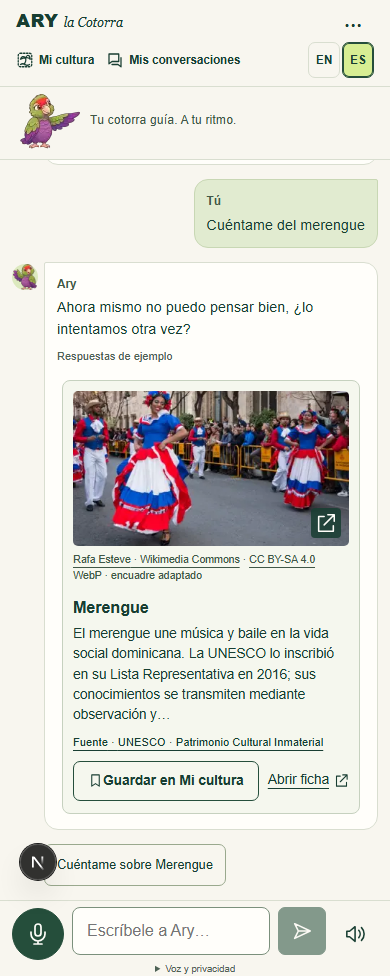 ARY la Cotorra
...
Mi cultura
Mis conversaciones
EN
ES
Tu cotorra guía. A tu ritmo.
Tú
Cuéntame del merengue
Ary
Ahora mismo no puedo pensar bien, ¿lo
intentamos otra vez?
Respuestas de ejemplo
Rafa Esteve · Wikimedia Commons · CC BY-SA 4.0
WebP · encuadre adaptado
Merengue
El merengue une música y baile en la vida
social dominicana. La UNESCO lo inscribió
en su Lista Representativa en 2016; sus
conocimientos se transmiten mediante
observación y…
Fuente · UNESCO · Patrimonio Cultural Inmaterial
Guardar en Mi cultura
Abrir ficha
N
Cuéntame sobre Merengue
Escríbele a Ary…
Voz y privacidad